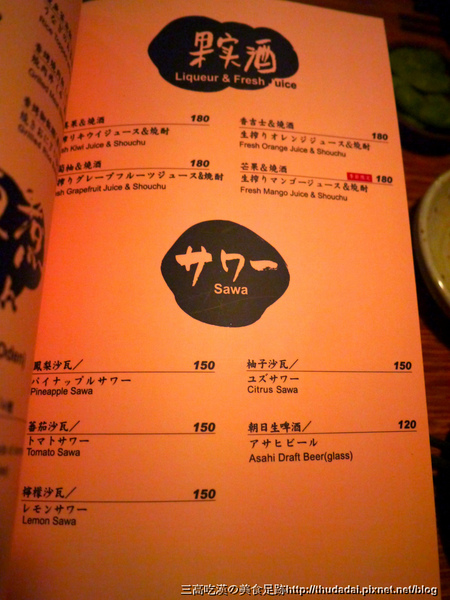 果実酒
Liqueur & Fresh Juice
果&燒酒 180
キウイジュース&焼酎
Fresh Kiwi Juice & Shouchu
柚&燒酒 180
搾りグレープフルーツジュース&焼酎
Fresh Grapefruit Juice & Shouchu
香吉士&燒酒 180
生搾りオレンジジュース&焼酎
Fresh Orange Juice & Shouchu
芒果&燒酒 180
生搾りマンゴージュース&焼酎
Fresh Mango Juice & Shouchu
サワー
Sawa
鳳梨沙瓦/ 150
パイナップルサワー
Pineapple Sawa
蕃茄沙瓦/ 150
トマトサワー
Tomato Sawa
檸檬沙瓦/ 150
レモンサワー
Lemon Sawa
柚子沙瓦/ 150
ユズサワー
Citrus Sawa
朝日生啤酒/ 120
アサヒビール
Asahi Draft Beer(glass)
三高吃漢の美食足跡http://thudadai.pixnet.net/blog